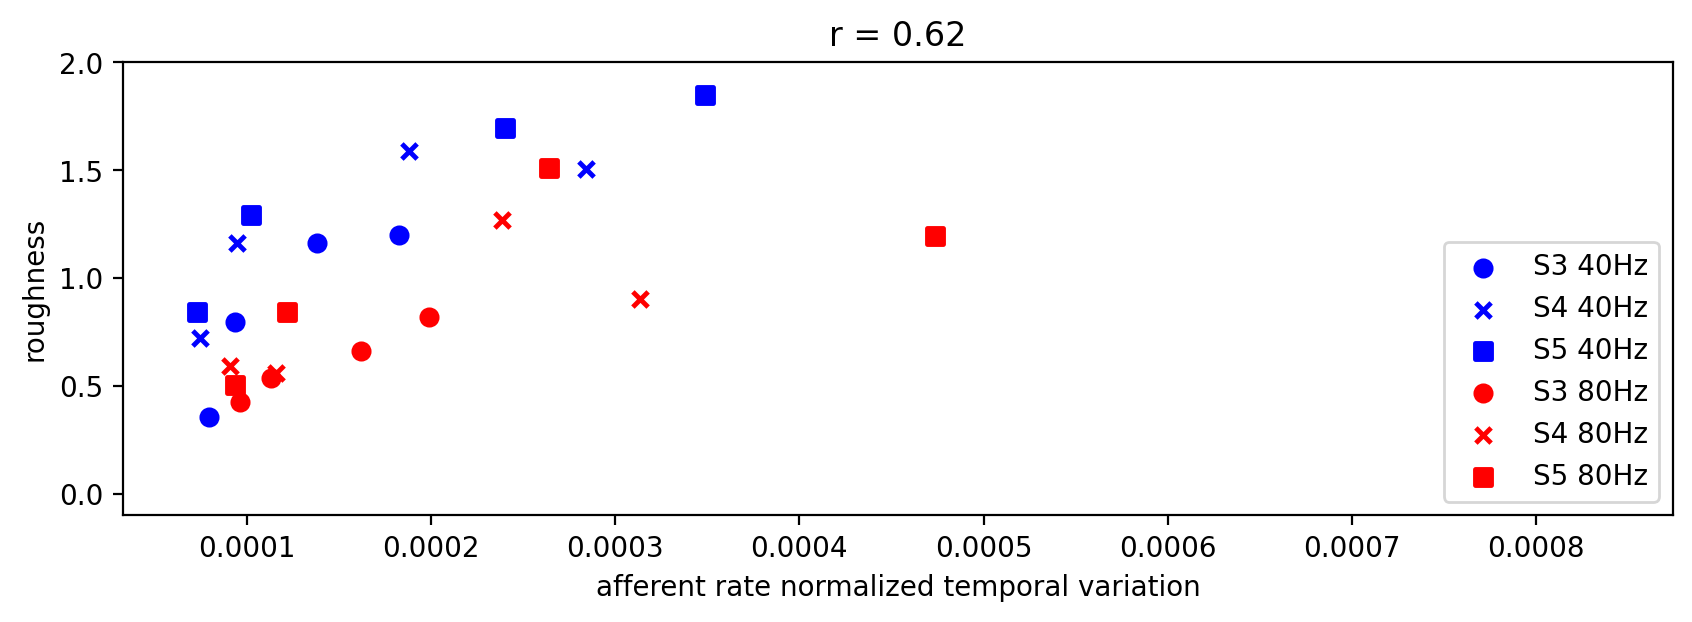 r = 0.62
2.0
1.5
1.0
0.5
0.0
roughness
S3 40Hz
S4 40Hz
S5 40Hz
S3 80Hz
S4 80Hz
S5 80Hz
0.0001 0.0002 0.0003 0.0004 0.0005 0.0006 0.0007 0.0008
afferent rate normalized temporal variation